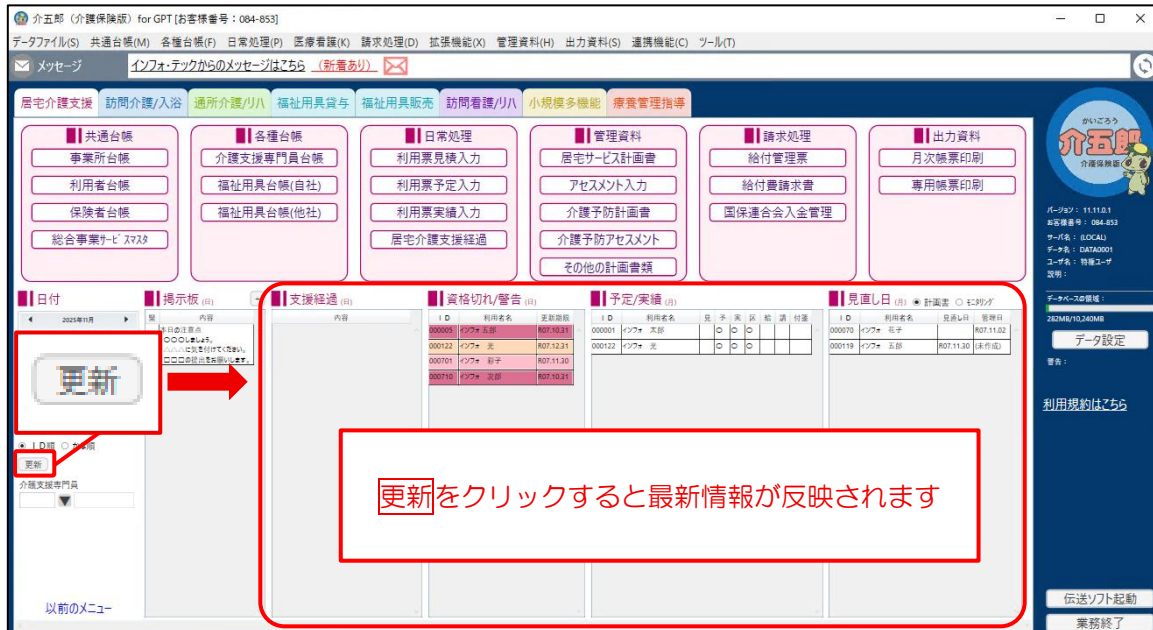 介五郎（介護保険版）for GPT [お客様番号：084-853]
データファイル(S) 共通台帳(M) 各種台帳(F) 日常処理(P) 医療看護(K) 請求処理(D) 拡張機能(X) 管理資料(H) 出力資料(S) 連携機能(C) ツール(T)
メッセージ インフォ・テックからのメッセージはこちら （新着あり）
居宅介護支援 訪問介護/入浴 通所介護/リハ 福祉用具貸与 福祉用具販売 訪問看護/リハ 小規模多機能 療養管理指導
共通台帳
事業所台帳
利用者台帳
保険者台帳
総合事業サービスマスタ
各種台帳
介護支援専門員台帳
福祉用具台帳(自社)
福祉用具台帳(他社)
日常処理
利用票見積入力
利用票予定入力
利用票実績入力
居宅介護支援経過
管理資料
居宅サービス計画書
アセスメント入力
介護予防計画書
介護予防アセスメント
その他の計画書類
請求処理
給付管理票
給付費請求書
国保連合会入金管理
出力資料
月次帳票印刷
専用帳票印刷
かいごろう
介五郎
介護保険版
バージョン： 11.11.0.1
お客様番号： 084-853
サーバ名： (LOCAL)
データ名： DATA0001
ユーザ名： 特権ユーザ
説明：
データベースの領域：
282MB/10,240MB
データ設定
警告：
利用規約はこちら
伝送ソフト起動
業務終了
日付
2025年11月
更新
ＩＤ順
更新
介護支援専門員
以前のメニュー
掲示板 (日)
内容
本日の注意点
〇〇〇しましょう。
△△△に気を付けてください。
□□□の提出をお願いします。
支援経過 (日)
内容
資格切れ/警告 (日)
ＩＤ 利用者名 更新期限
000005 インフォ 五郎 R07.10.31
000122 インフォ 光 R07.12.31
000701 インフォ 彩子 R07.11.30
000710 インフォ 次郎 R07.10.31
予定/実績 (月)
ＩＤ 利用者名 見 予 実 区 給 請 付箋
000001 インフォ 太郎 〇 〇 〇
000122 インフォ 光 〇 〇 〇
見直し日 (月) 計画書 モニタリング
ＩＤ 利用者名 見直し日 管理日
000070 インフォ 花子 R07.11.02
000119 インフォ 五郎 R07.11.30 (未作成)
更新をクリックすると最新情報が反映されます